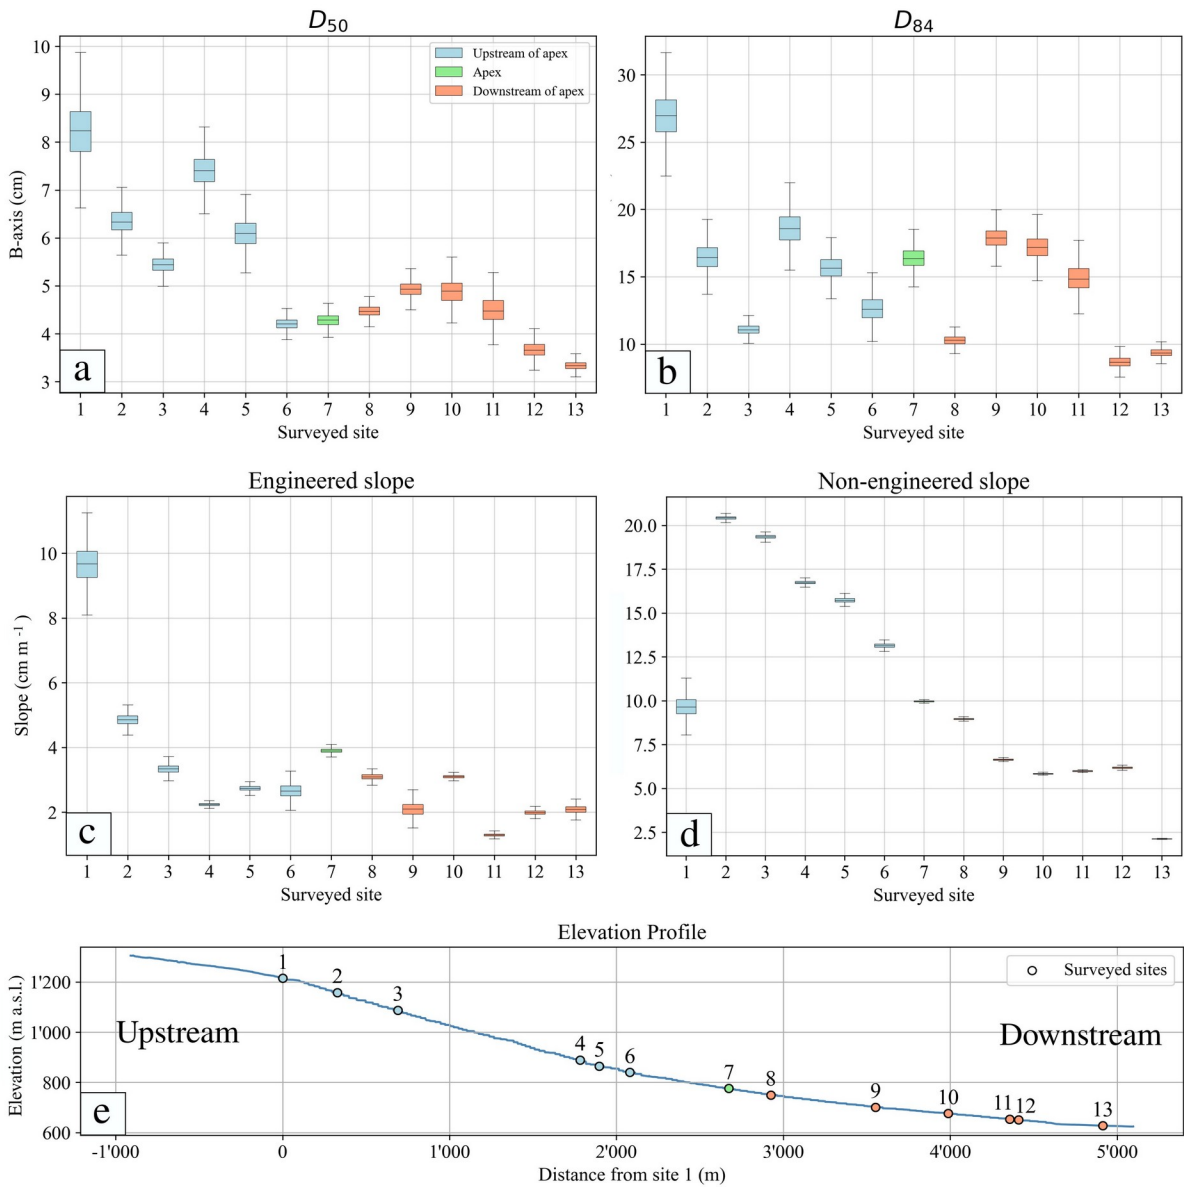 D50
10
9
8
7
6
5
4
3
B-axis (cm)
Upstream of apex
Apex
Downstream of apex
a
1 2 3 4 5 6 7 8 9 10 11 12 13
Surveyed site
D84
30
25
20
15
10
b
1 2 3 4 5 6 7 8 9 10 11 12 13
Surveyed site
Engineered slope
10
8
6
4
2
Slope (cm m -1)
c
1 2 3 4 5 6 7 8 9 10 11 12 13
Surveyed site
Non-engineered slope
20.0
17.5
15.0
12.5
10.0
7.5
5.0
2.5
d
1 2 3 4 5 6 7 8 9 10 11 12 13
Surveyed site
Elevation Profile
1'200
1'000
800
600
Elevation (m a.s.l.)
Surveyed sites
Upstream
Downstream
1 2 3 4 5 6 7 8 9 10 11 12 13
e
-1'000 0 1'000 2'000 3'000 4'000 5'000
Distance from site 1 (m)